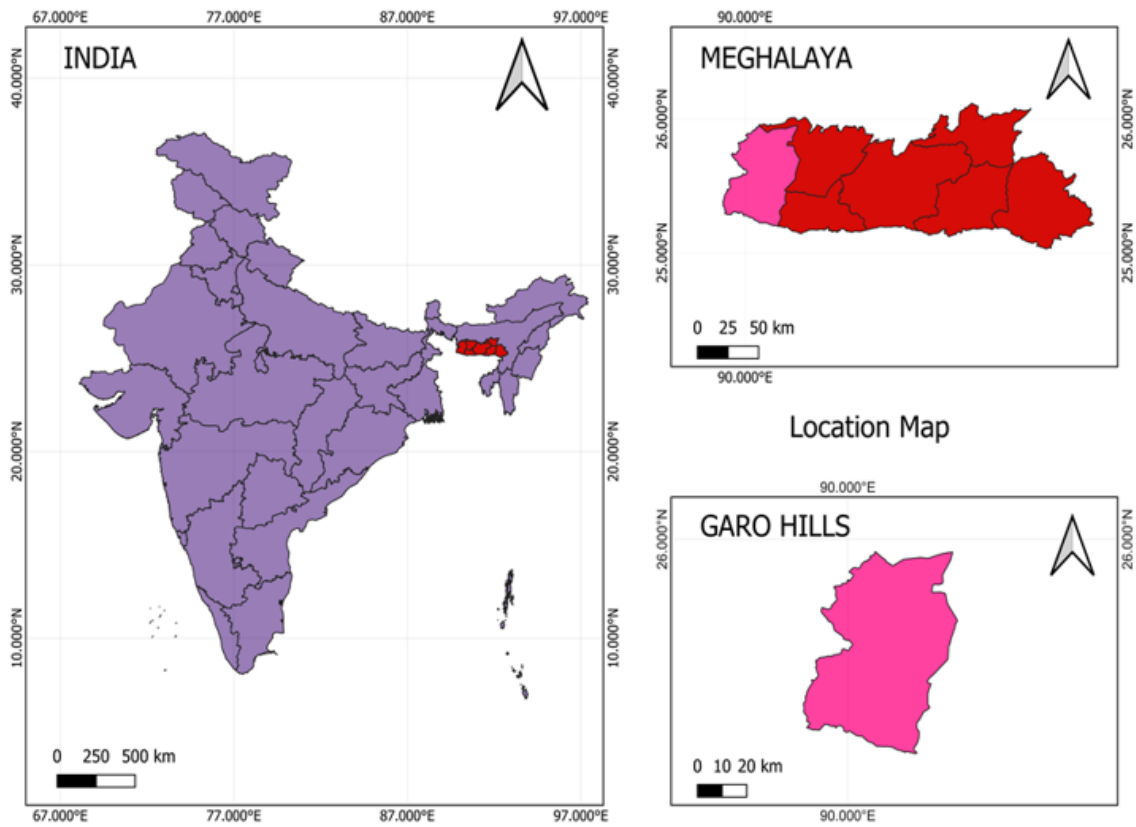 67.000°E 77.000°E 87.000°E 97.000°E
INDIA
40.000°N 40.000°N
30.000°N 30.000°N
20.000°N 20.000°N
10.000°N 10.000°N
0 250 500 km
67.000°E 77.000°E 87.000°E 97.000°E
90.000°E
MEGHALAYA
26.000°N 26.000°N
25.000°N 25.000°N
0 25 50 km
90.000°E
Location Map
90.000°E
GARO HILLS
26.000°N 26.000°N
0 10 20 km
90.000°E